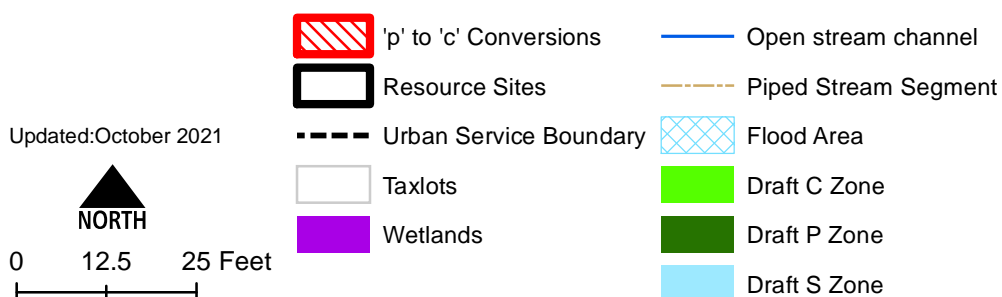 Updated:October 2021
NORTH
0 12.5 25 Feet
'p' to 'c' Conversions
Resource Sites
Urban Service Boundary
Taxlots
Wetlands
Open stream channel
Piped Stream Segment
Flood Area
Draft C Zone
Draft P Zone
Draft S Zone